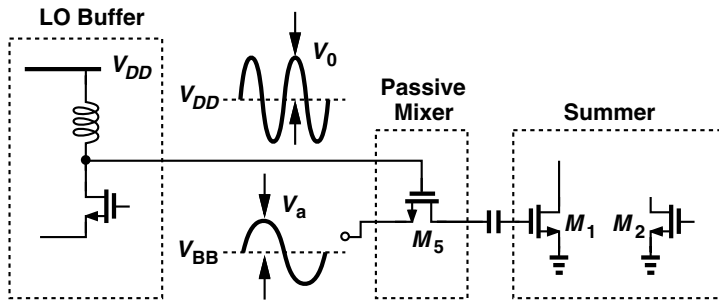 LO Buffer
V_DD
V_0
V_DD
Passive
Mixer
Summer
V_a
V_BB
M_5
M_1
M_2